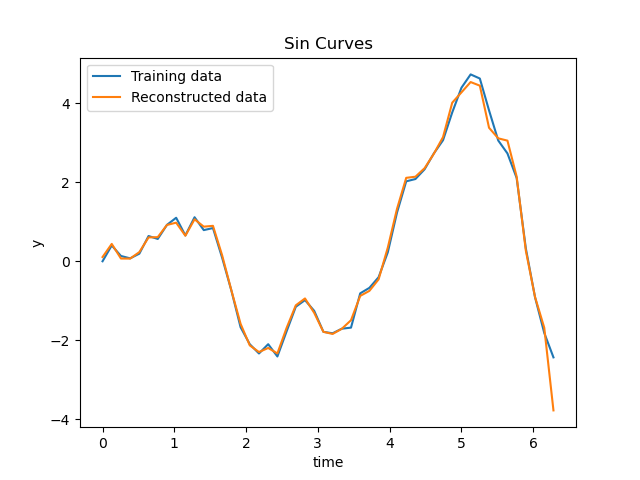 Sin Curves
Training data
Reconstructed data
y
4
2
0
−2
−4
0 1 2 3 4 5 6
time